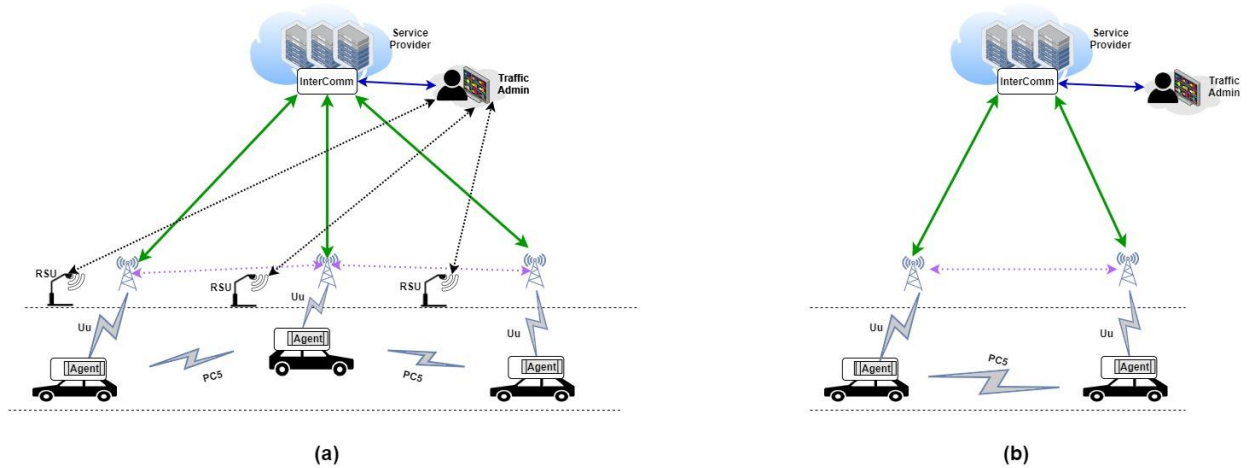 Service
Provider
InterComm
Traffic
Admin
RSU
RSU
RSU
Uu
Uu
Uu
Agent
Agent
Agent
PC5
PC5
(a)
Service
Provider
InterComm
Traffic
Admin
Uu
Uu
PC5
Agent
Agent
(b)